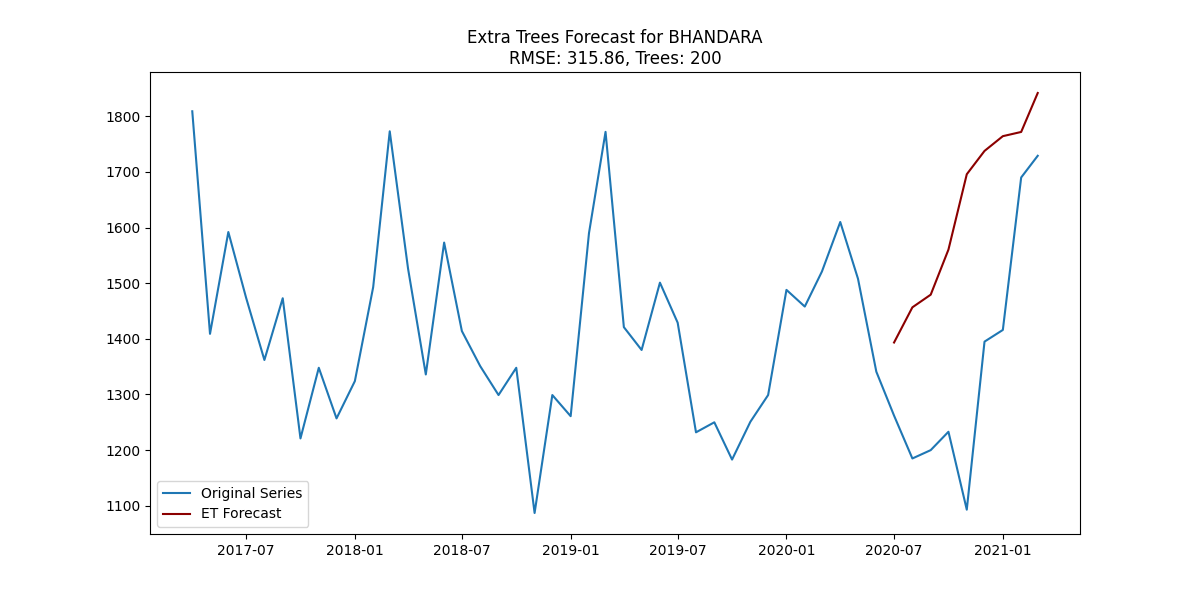 Extra Trees Forecast for BHANDARA
RMSE: 315.86, Trees: 200
1800
1700
1600
1500
1400
1300
1200
1100
Original Series
ET Forecast
2017-07 2018-01 2018-07 2019-01 2019-07 2020-01 2020-07 2021-01